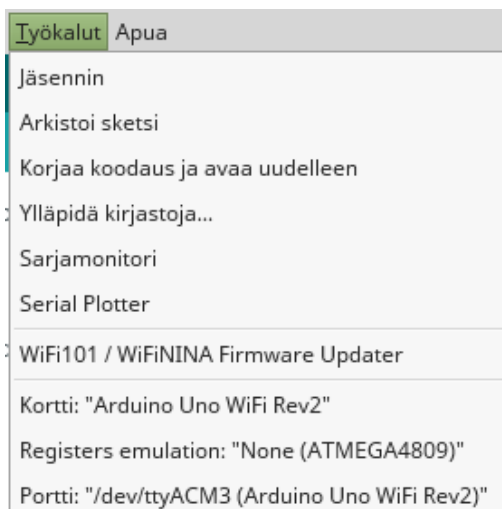 Työkalut Apua
Jäsennin
Arkistoi sketsi
Korjaa koodaus ja avaa uudelleen
Ylläpidä kirjastoja...
Sarjamonitori
Serial Plotter
WiFi101 / WiFiNINA Firmware Updater
Kortti: "Arduino Uno WiFi Rev2"
Registers emulation: "None (ATMEGA4809)"
Portti: "/dev/ttyACM3 (Arduino Uno WiFi Rev2)"